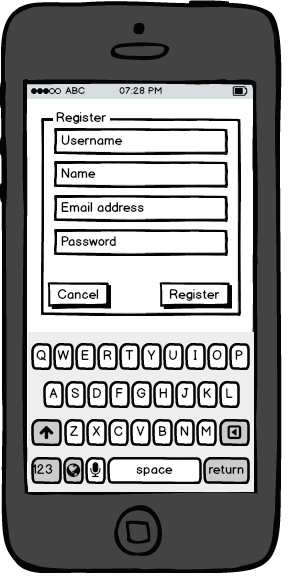 ABC 07:28 PM
Register
Username
Name
Email address
Password
Cancel Register
Q W E R T Y U I O P
A S D F G H J K L
Z X C V B N M
123 space return